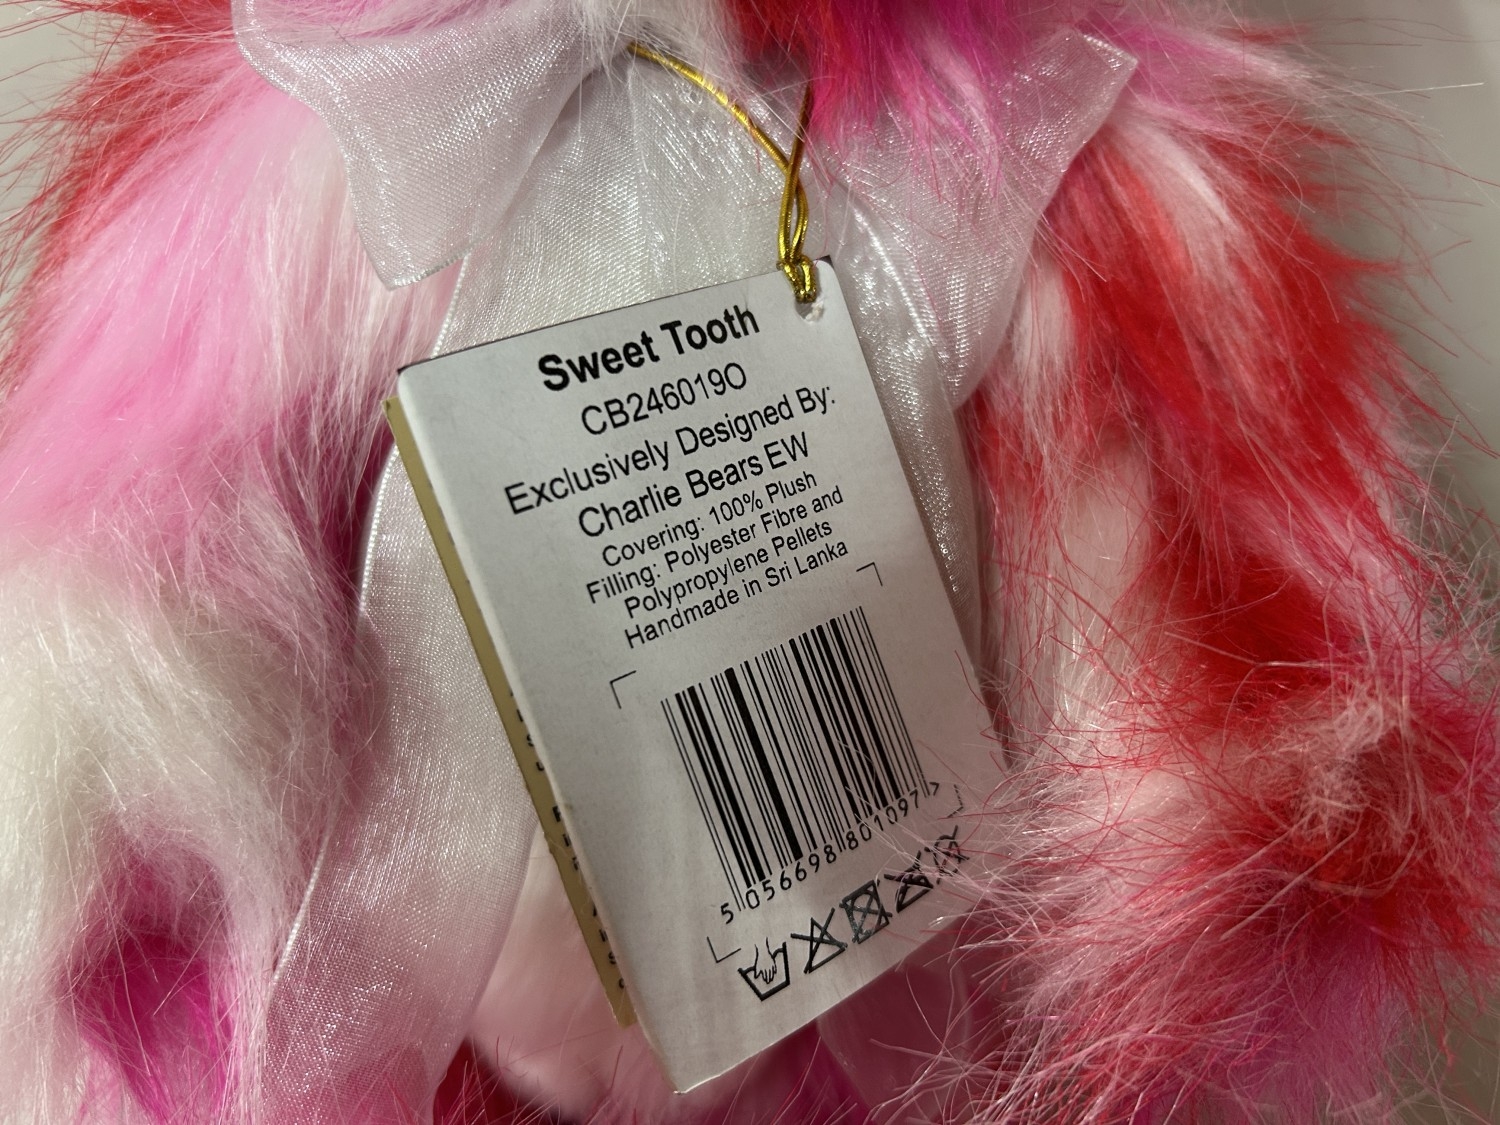 Sweet Tooth
CB246019O
Exclusively Designed By:
Charlie Bears EW
Covering: 100% Plush
Filling: Polyester Fibre and
Polypropylene Pellets
Handmade in Sri Lanka
5 056698 801097 >